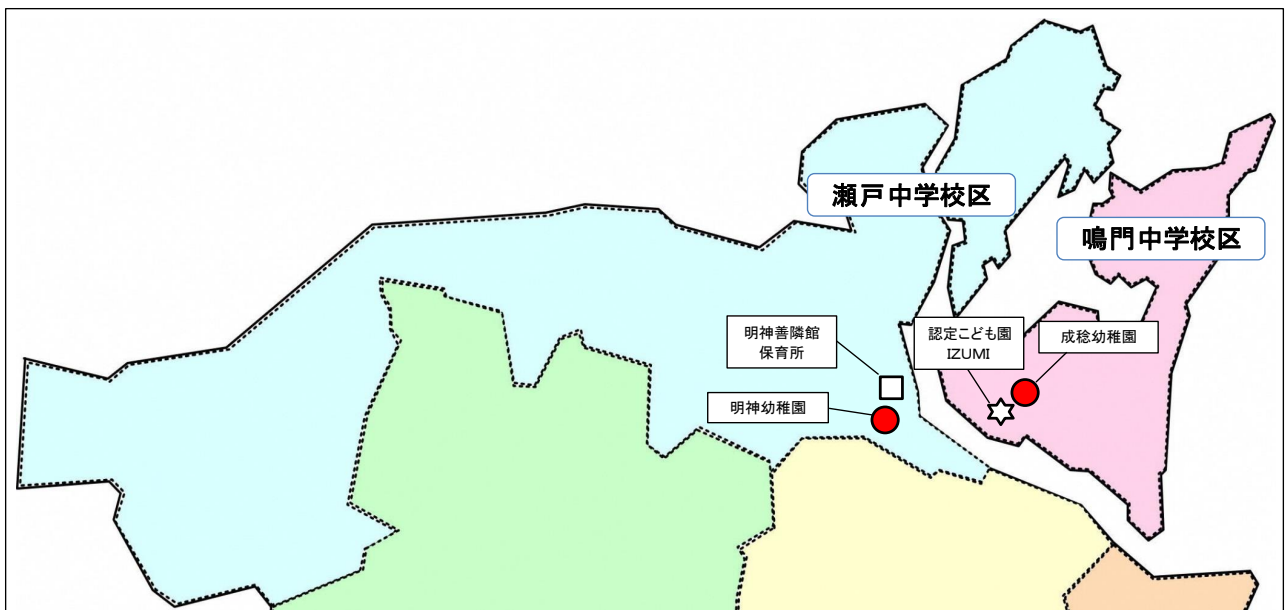 瀬戸中学校区
鳴門中学校区
明神善隣館
保育所
認定こども園
IZUMI
成稔幼稚園
明神幼稚園